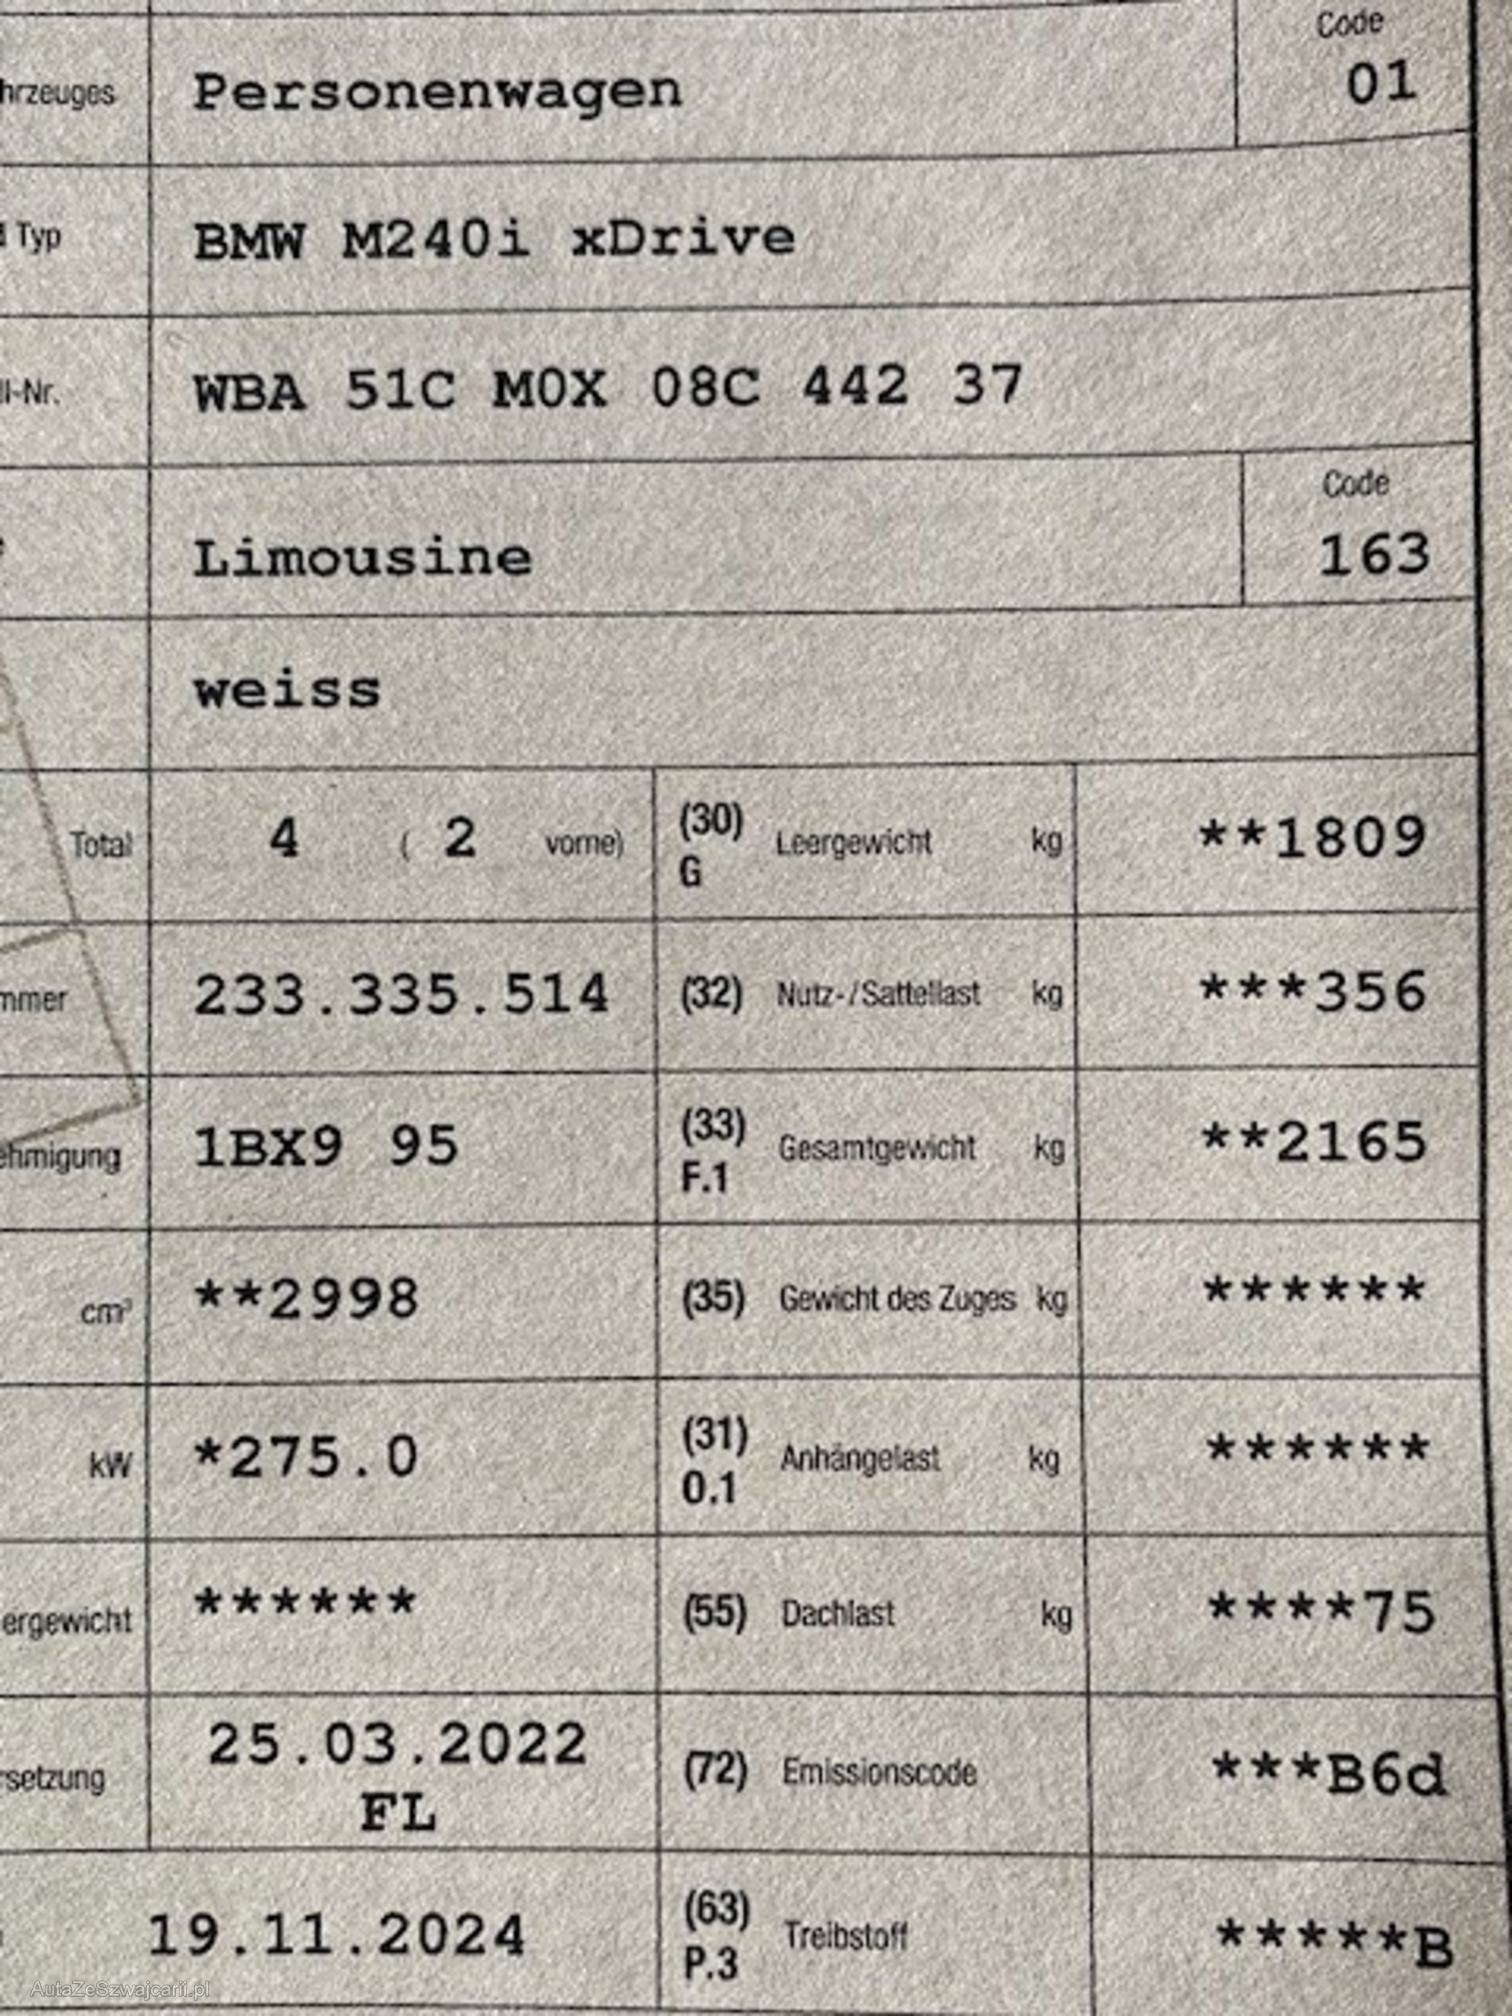 Code
hrzeuges Personenwagen 01
Typ BMW M240i xDrive
ll-Nr. WBA 51C M0X 08C 442 37
Code
Limousine 163
weiss
Total 4 ( 2 vorne) (30) G Leergewicht kg **1809
mmer 233.335.514 (32) Nutz-/Sattellast kg ***356
ehmigung 1BX9 95 (33) F.1 Gesamtgewicht kg **2165
cm³ **2998 (35) Gewicht des Zuges kg ******
kW *275.0 (31) O.1 Anhängelast kg ******
ergewicht ****** (55) Dachlast kg ****75
rsetzung 25.03.2022 FL (72) Emissionscode ***B6d
19.11.2024 (63) P.3 Treibstoff *****B
AutaZeSzwajcarii.pl